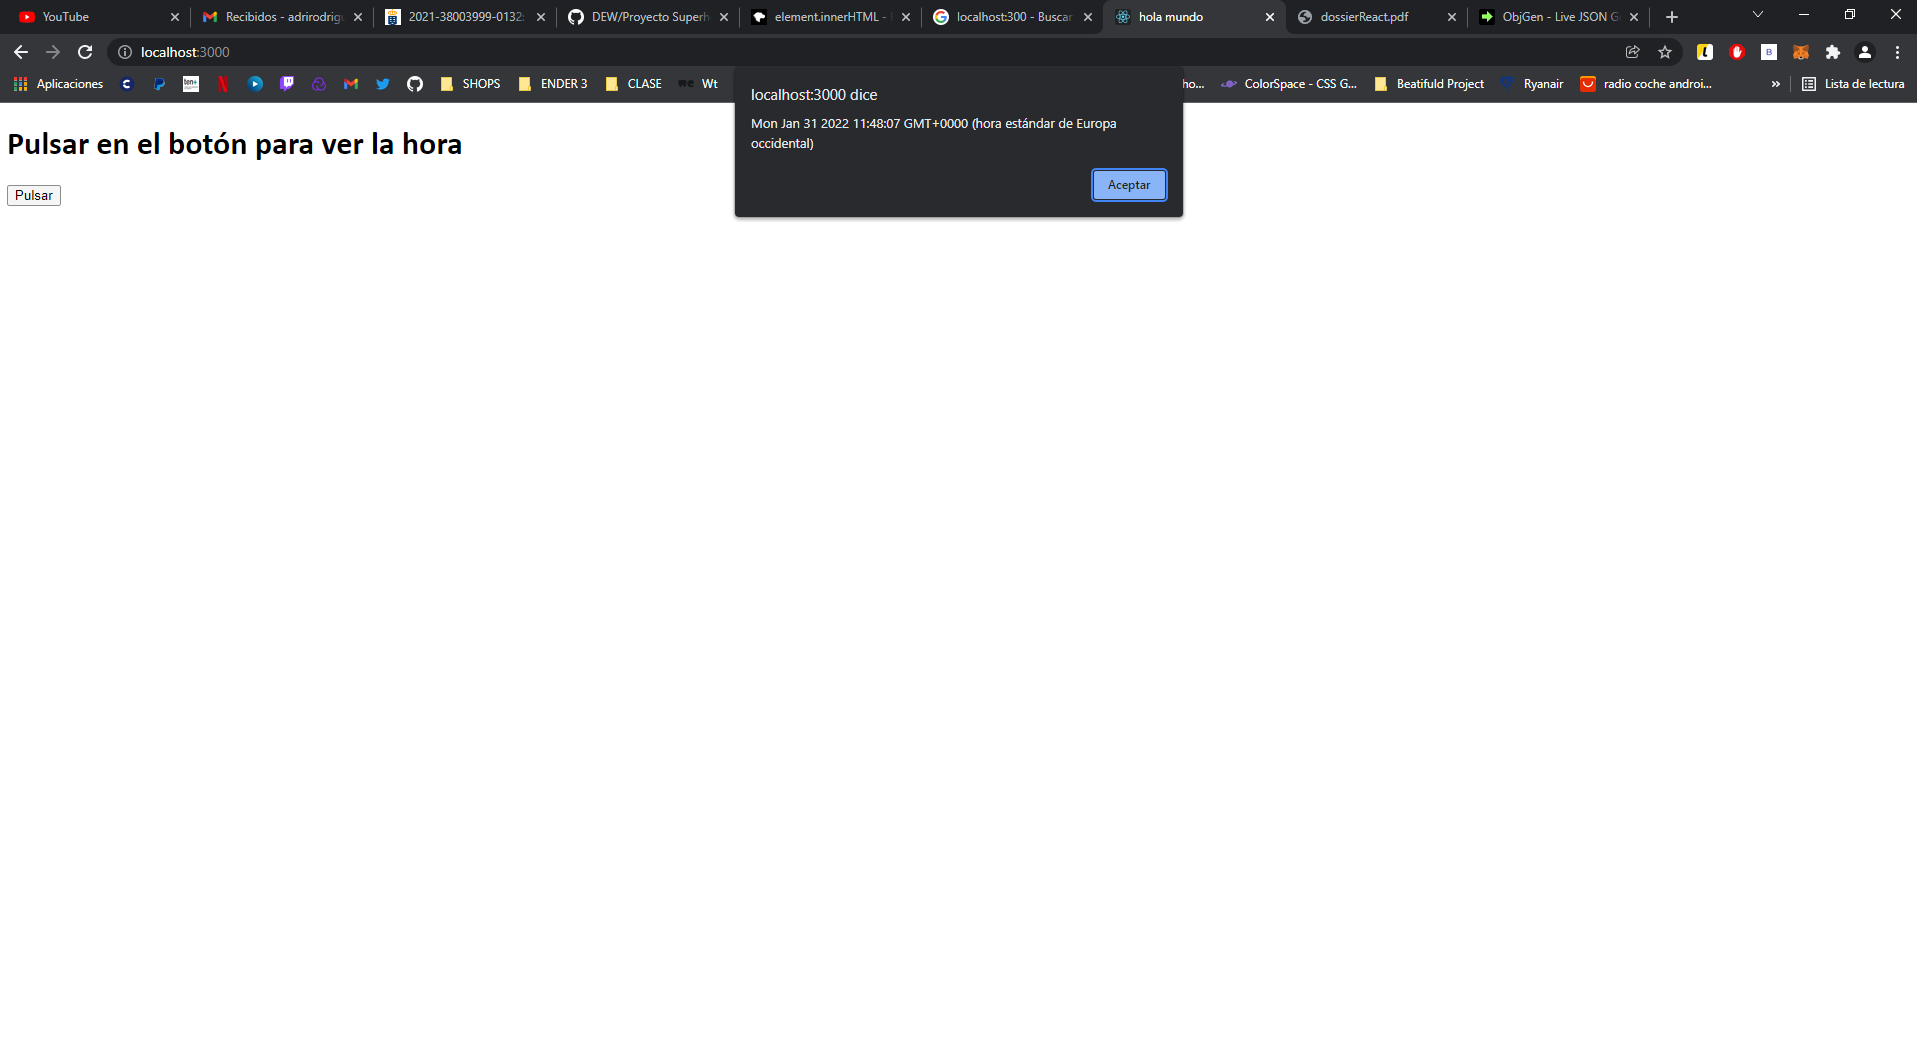 YouTube
Recibidos - adrirodrigu
2021-38003999-0132
DEW/Proyecto Superh
element.innerHTML -
localhost:300 - Buscar
hola mundo
dossierReact.pdf
ObjGen - Live JSON Ge
localhost:3000
Aplicaciones
SHOPS
ENDER 3
CLASE
Wt
ho...
ColorSpace - CSS G...
Beatifuld Project
Ryanair
radio coche androi...
»
Lista de lectura
localhost:3000 dice
Mon Jan 31 2022 11:48:07 GMT+0000 (hora estándar de Europa
occidental)
Aceptar
Pulsar en el botón para ver la hora
Pulsar